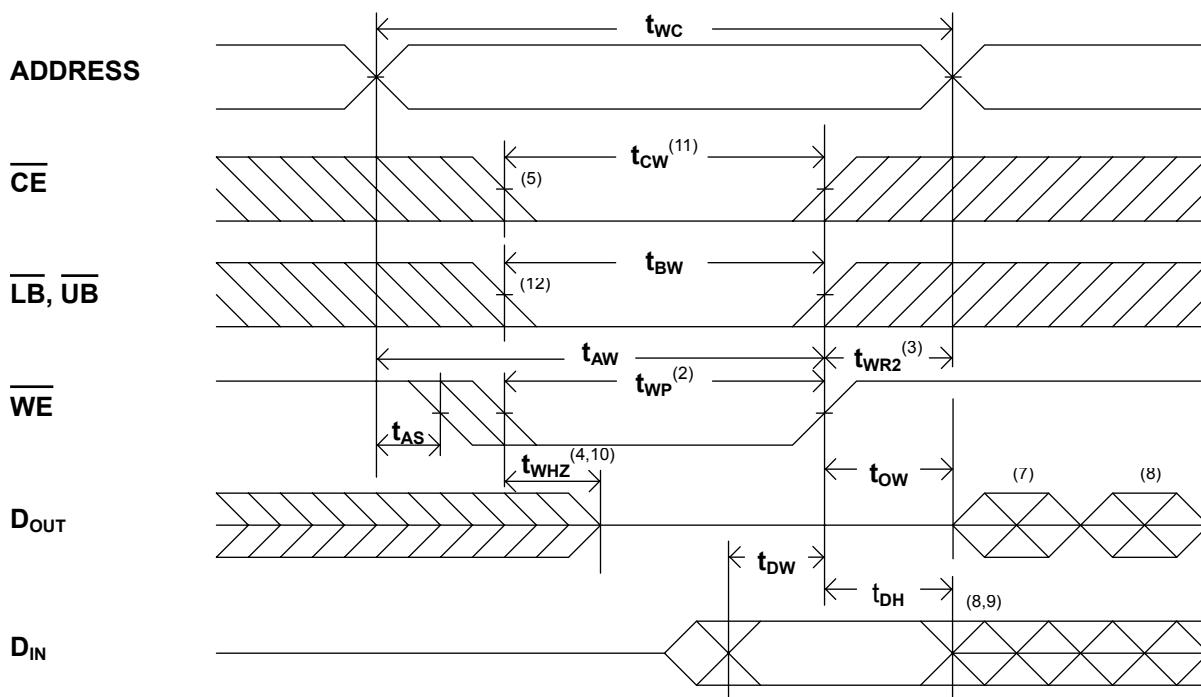 tWC
ADDRESS
tCW(11)
CE
(5)
tBW
LB, UB
(12)
tAW
tWR2(3)
tWP(2)
WE
tAS
tWHZ(4,10)
tOW
(7)
(8)
DOUT
tDW
tDH
(8,9)
DIN